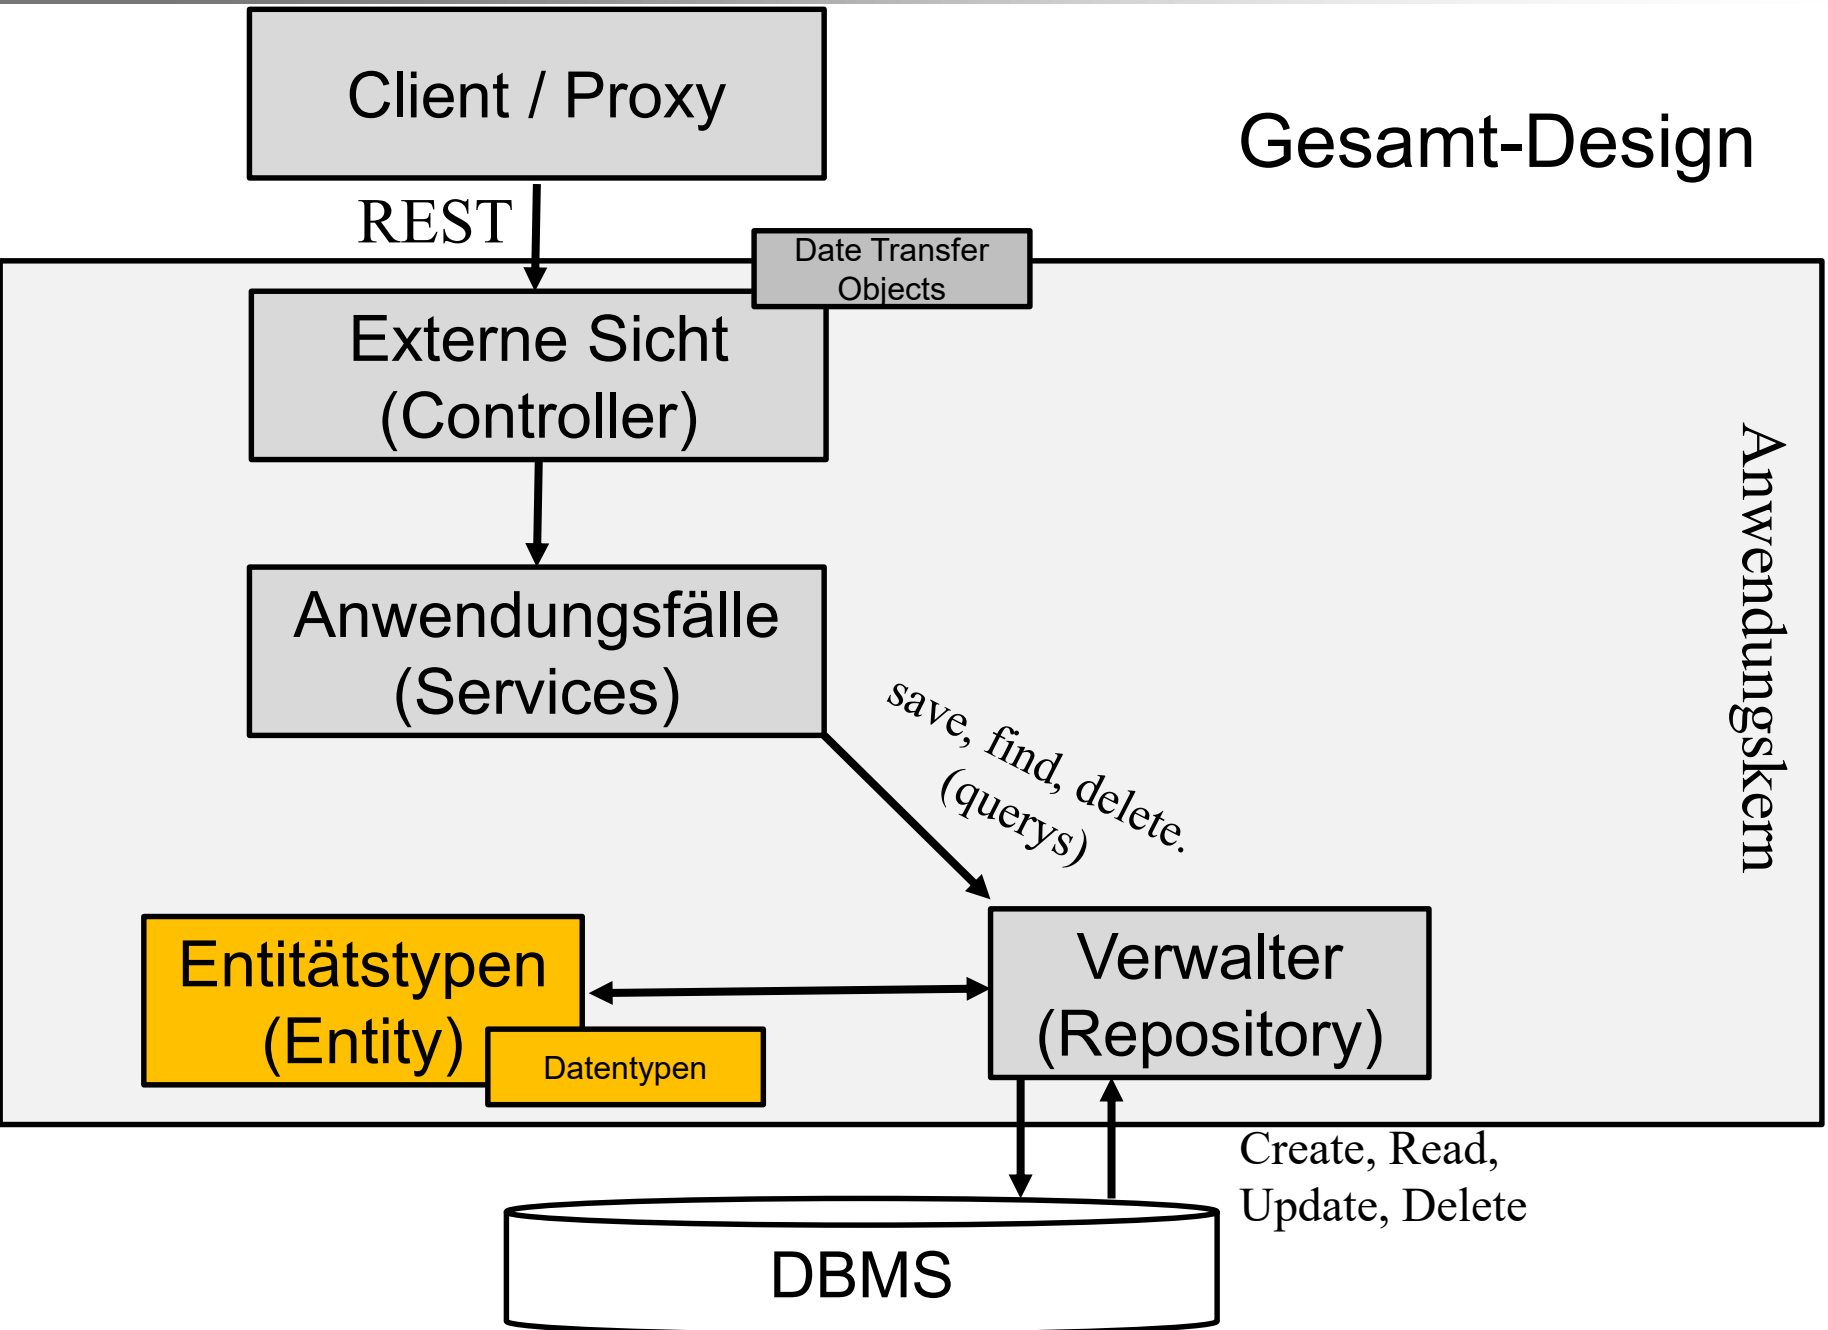 Client / Proxy
Gesamt-Design
REST
Date Transfer
Objects
Externe Sicht
(Controller)
Anwendungsfälle
(Services)
save, find, delete.
(querys)
Anwendungskern
Entitätstypen
(Entity)
Datentypen
Verwalter
(Repository)
Create, Read,
Update, Delete
DBMS